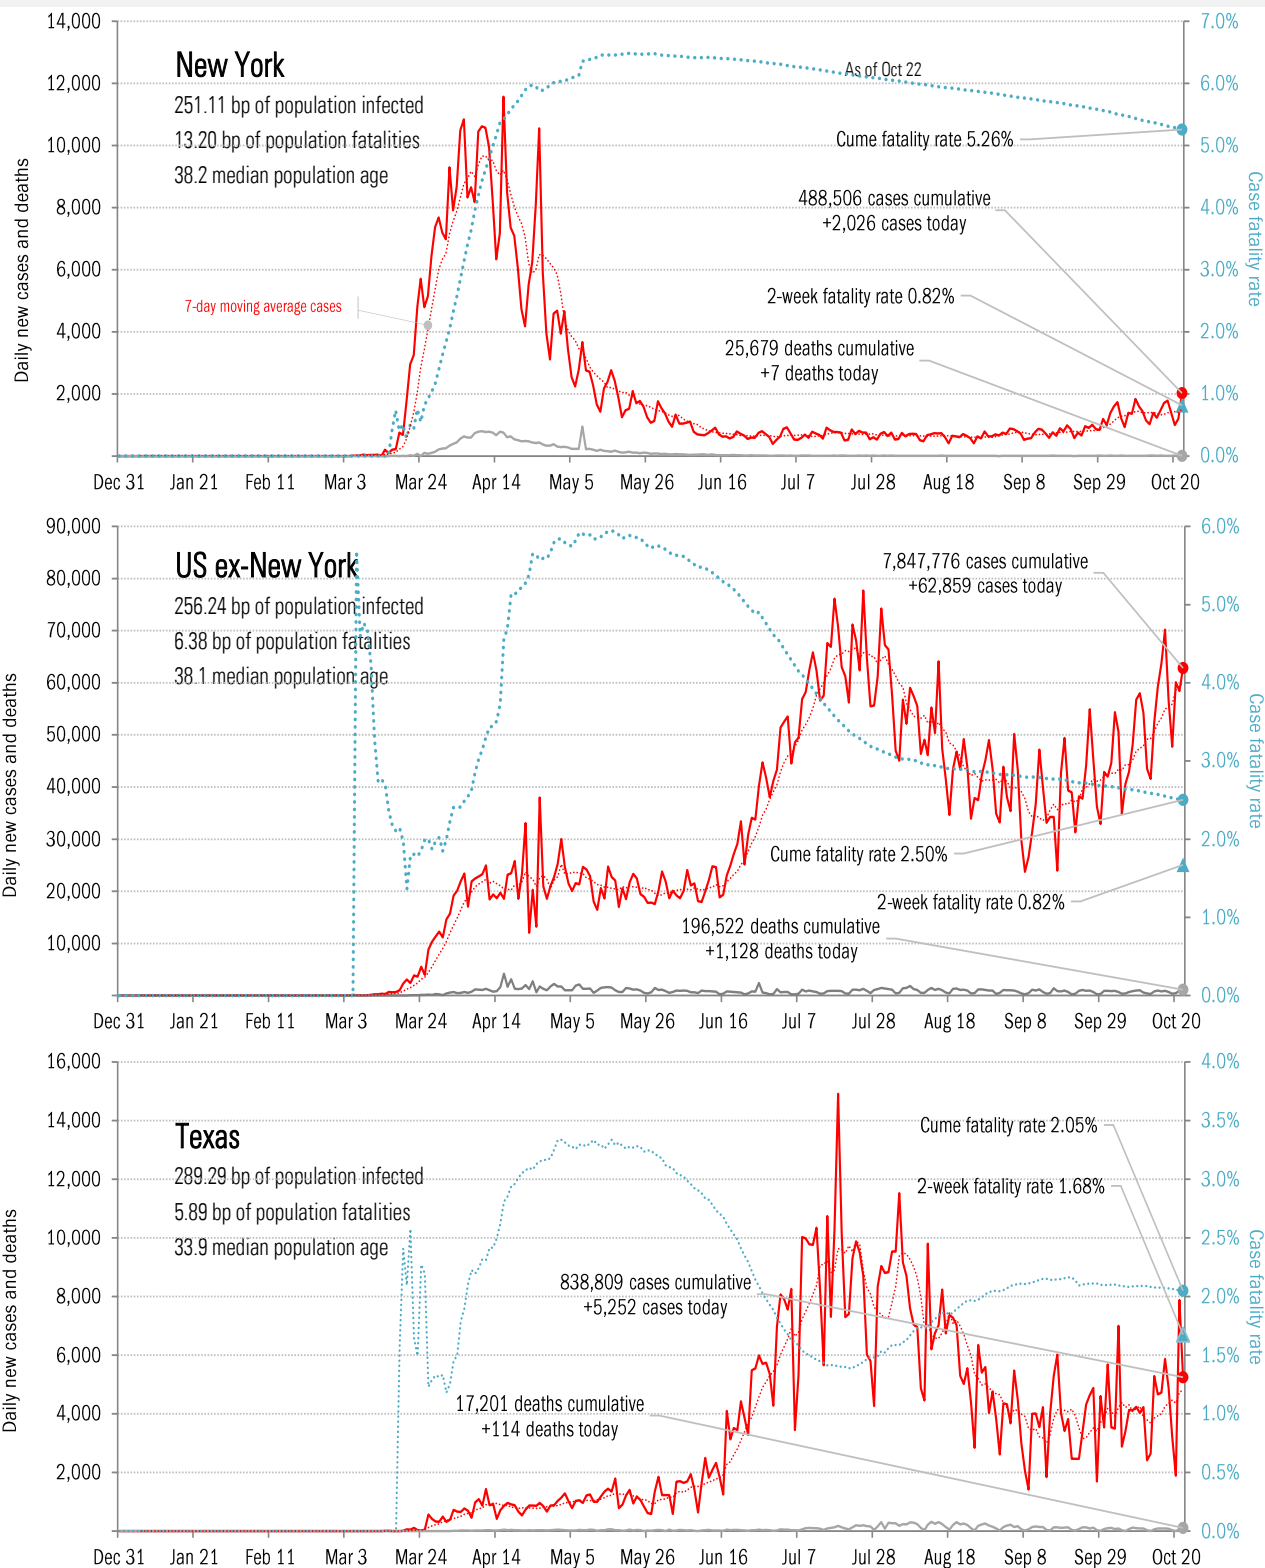 14,000
12,000
10,000
8,000
6,000
4,000
2,000
Daily new cases and deaths
New York
251.11 bp of population infected
13.20 bp of population fatalities
38.2 median population age
7-day moving average cases
As of Oct 22
Cume fatality rate 5.26%
488,506 cases cumulative
+2,026 cases today
2-week fatality rate 0.82%
25,679 deaths cumulative
+7 deaths today
7.0%
6.0%
5.0%
4.0%
3.0%
2.0%
1.0%
0.0%
Case fatality rate
Dec 31 Jan 21 Feb 11 Mar 3 Mar 24 Apr 14 May 5 May 26 Jun 16 Jul 7 Jul 28 Aug 18 Sep 8 Sep 29 Oct 20
90,000
80,000
70,000
60,000
50,000
40,000
30,000
20,000
10,000
Daily new cases and deaths
US ex-New York
256.24 bp of population infected
6.38 bp of population fatalities
38.1 median population age
7,847,776 cases cumulative
+62,859 cases today
Cume fatality rate 2.50%
2-week fatality rate 0.82%
196,522 deaths cumulative
+1,128 deaths today
6.0%
5.0%
4.0%
3.0%
2.0%
1.0%
0.0%
Case fatality rate
Dec 31 Jan 21 Feb 11 Mar 3 Mar 24 Apr 14 May 5 May 26 Jun 16 Jul 7 Jul 28 Aug 18 Sep 8 Sep 29 Oct 20
16,000
14,000
12,000
10,000
8,000
6,000
4,000
2,000
Daily new cases and deaths
Texas
289.29 bp of population infected
5.89 bp of population fatalities
33.9 median population age
Cume fatality rate 2.05%
2-week fatality rate 1.68%
838,809 cases cumulative
+5,252 cases today
17,201 deaths cumulative
+114 deaths today
4.0%
3.5%
3.0%
2.5%
2.0%
1.5%
1.0%
0.5%
0.0%
Case fatality rate
Dec 31 Jan 21 Feb 11 Mar 3 Mar 24 Apr 14 May 5 May 26 Jun 16 Jul 7 Jul 28 Aug 18 Sep 8 Sep 29 Oct 20